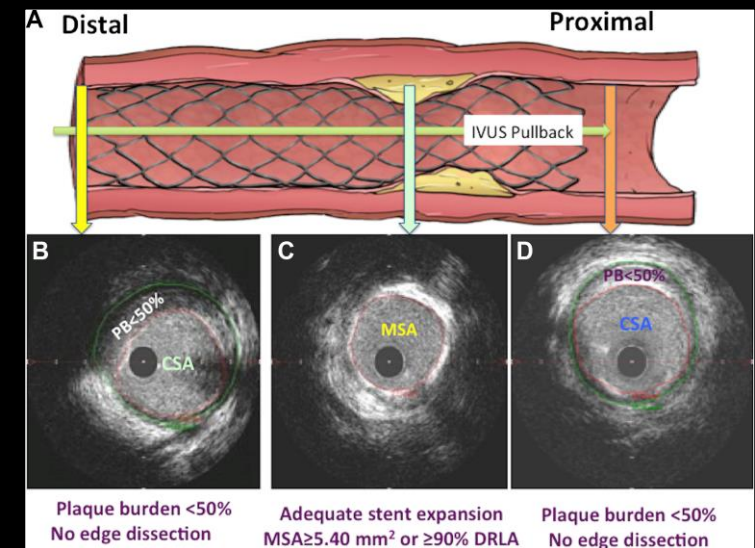 A
Distal
Proximal
IVUS Pullback
B
C
D
PB<50%
CSA
MSA
PB<50%
CSA
Plaque burden <50%
No edge dissection
Adequate stent expansion
MSA≥5.40 mm² or ≥90% DRLA
Plaque burden <50%
No edge dissection